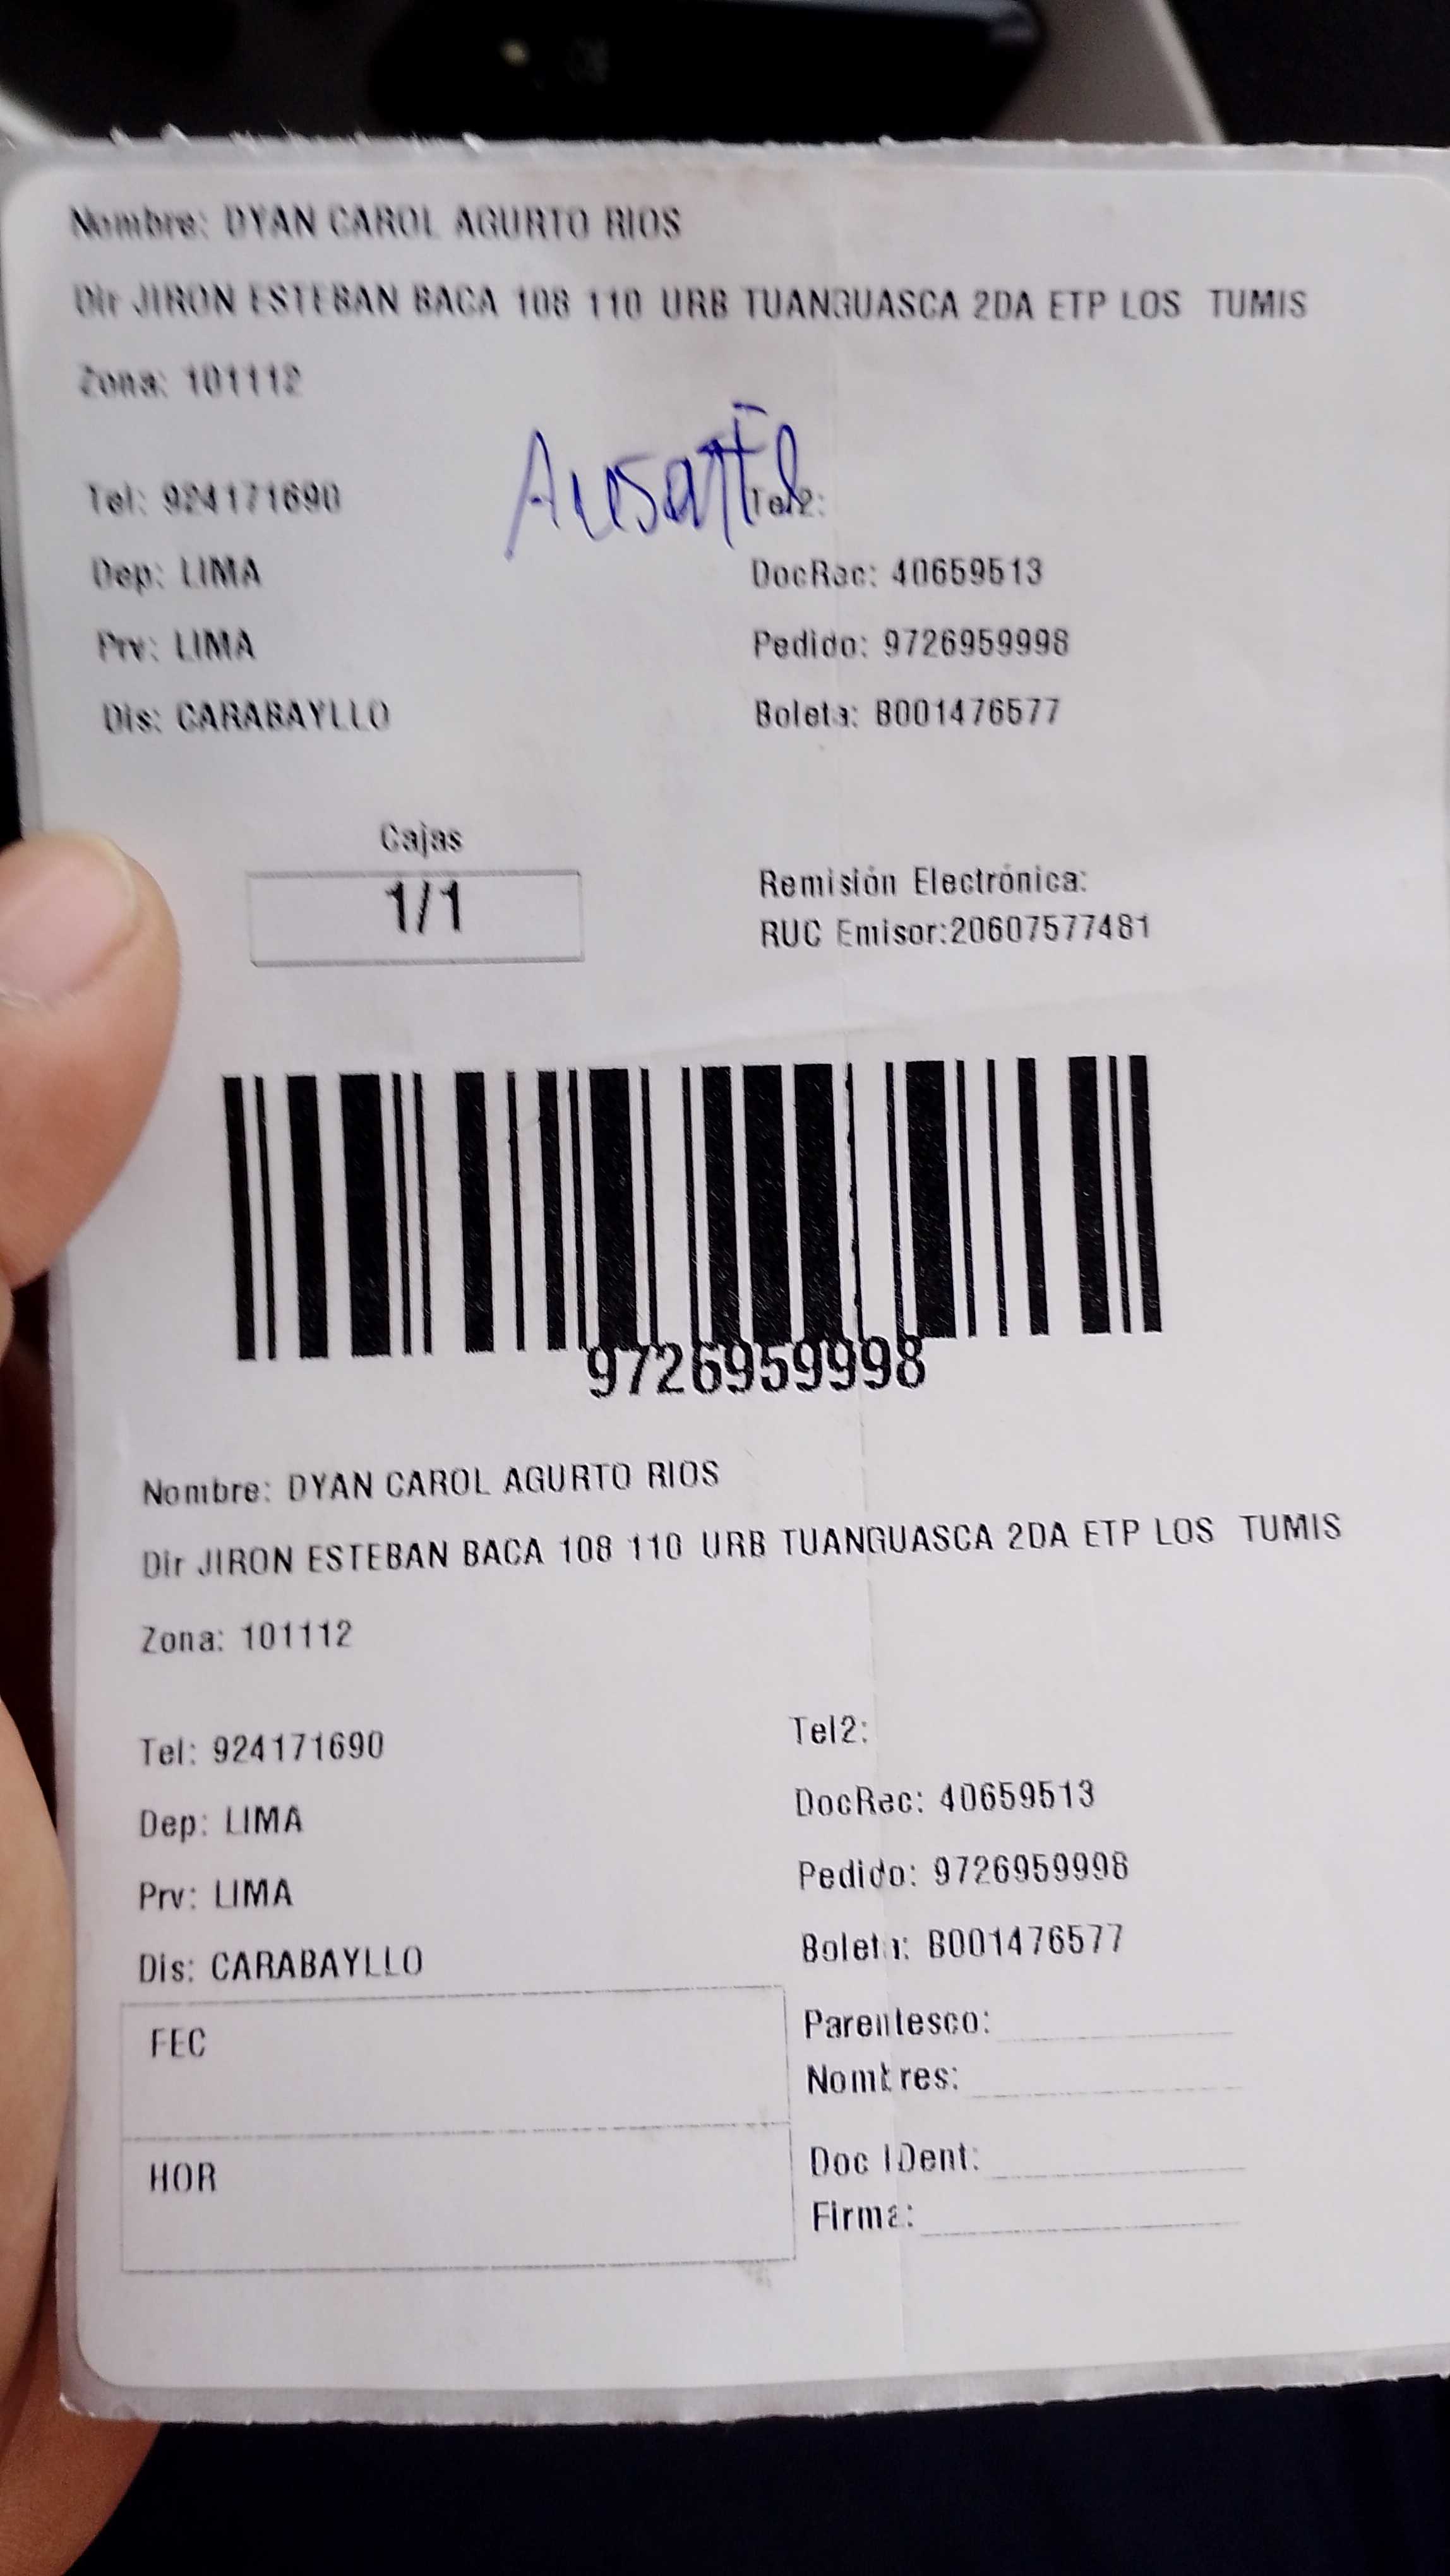 Nombre: DYAN CAROL AGURTO RIOS
Dir JIRON ESTEBAN BACA 108 110 URB TUANGUASCA 2DA ETP LOS TUMIS
Zona: 101112
Tel: 924171690 Tel2:
Dep: LIMA DocRec: 40659513
Prv: LIMA Pedido: 9726959998
Dis: CARABAYLLO Boleta: B001476577
Cajas
1/1
Remisión Electrónica:
RUC Emisor:20607577481
9726959998
Nombre: DYAN CAROL AGURTO RIOS
Dir JIRON ESTEBAN BACA 108 110 URB TUANGUASCA 2DA ETP LOS TUMIS
Zona: 101112
Tel: 924171690 Tel2:
Dep: LIMA DocRec: 40659513
Prv: LIMA Pedido: 9726959998
Dis: CARABAYLLO Boleta: B001476577
FEC
HOR
Parentesco:
Nombres:
Doc IDent:
Firma: